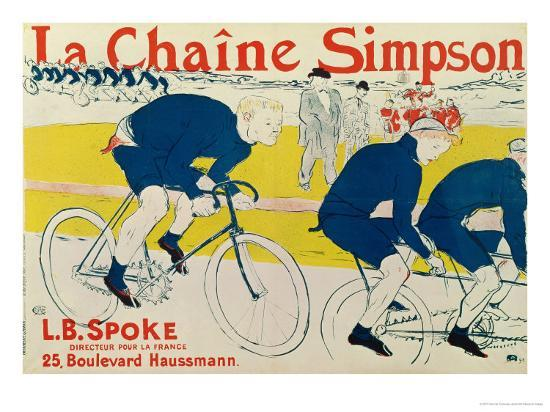 La Chaîne Simpson
L.B. SPOKE
DIRECTEUR POUR LA FRANCE
25, Boulevard Haussmann.